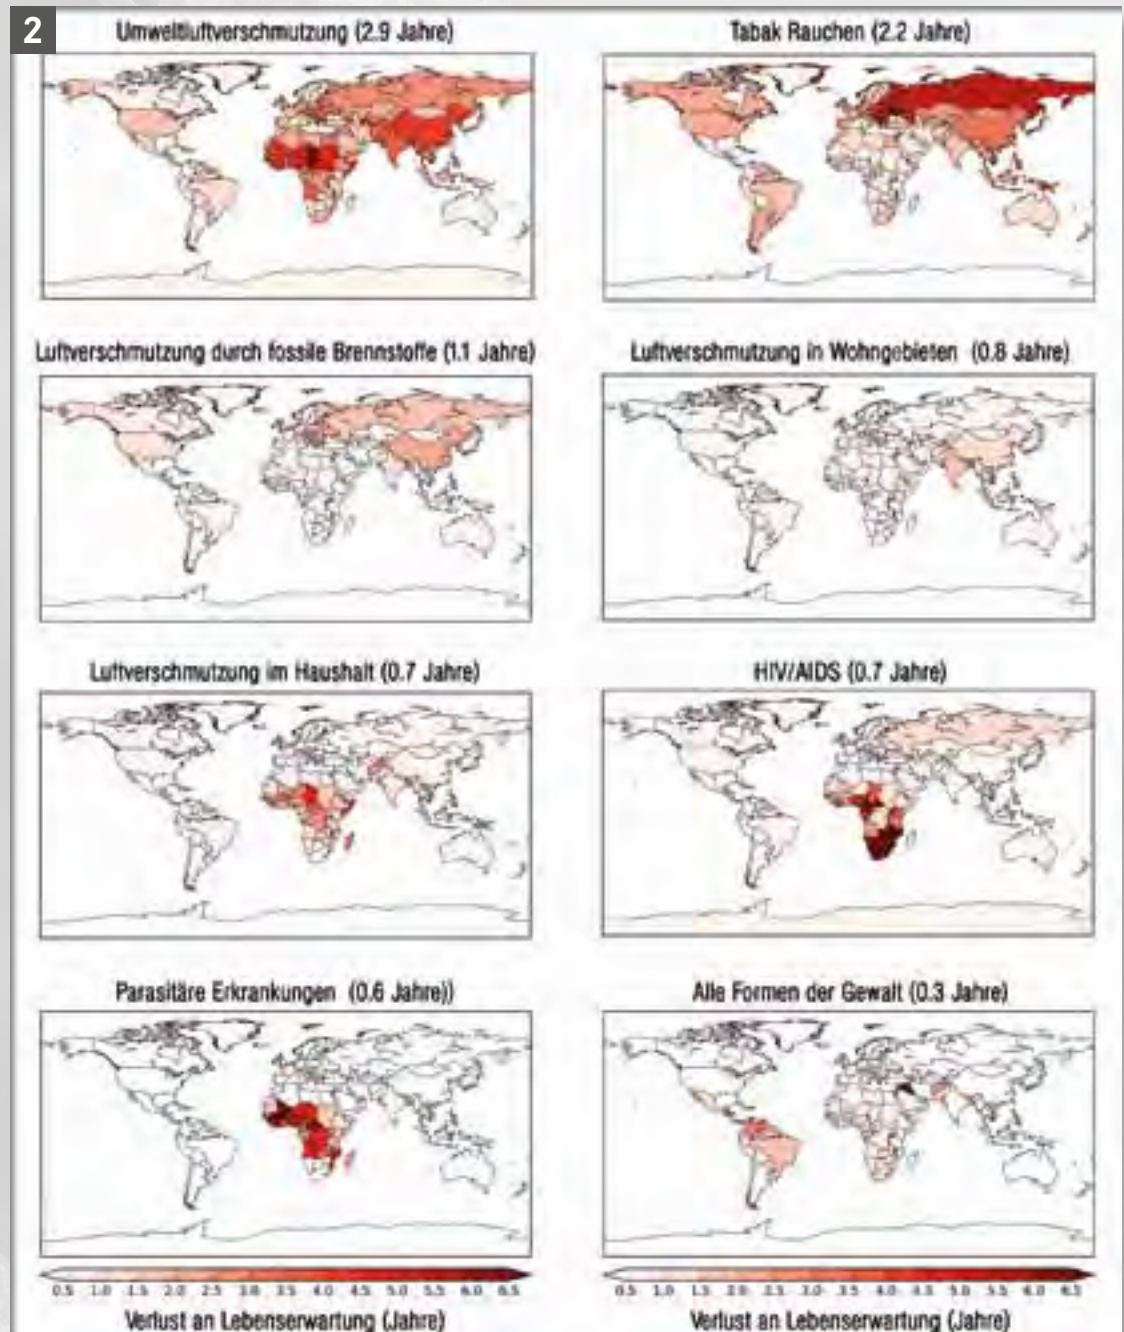 2
Umweltluftverschmutzung (2.9 Jahre)
Tabak Rauchen (2.2 Jahre)
Luftverschmutzung durch fossile Brennstoffe (1.1 Jahre)
Luftverschmutzung in Wohngebieten (0.8 Jahre)
Luftverschmutzung im Haushalt (0.7 Jahre)
HIV/AIDS (0.7 Jahre)
Parasitäre Erkrankungen (0.6 Jahre))
Alle Formen der Gewalt (0.3 Jahre)
0.5 1.0 1.5 2.0 2.5 3.0 3.5 4.0 4.5 5.0 5.5 6.0 6.5
0.5 1.0 1.5 2.0 2.5 3.0 3.5 4.0 4.5 5.0 5.5 6.0 6.5
Verlust an Lebenserwartung (Jahre)
Verlust an Lebenserwartung (Jahre)